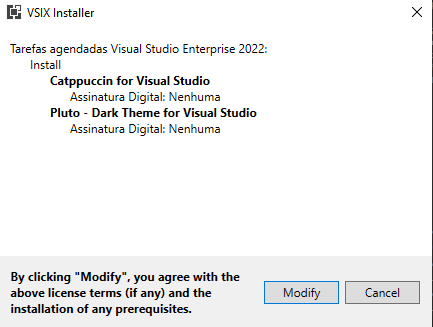 VSIX Installer
Tarefas agendadas Visual Studio Enterprise 2022:
Install
Catppuccin for Visual Studio
Assinatura Digital: Nenhuma
Pluto - Dark Theme for Visual Studio
Assinatura Digital: Nenhuma
By clicking "Modify", you agree with the
above license terms (if any) and the
installation of any prerequisites.
Modify
Cancel